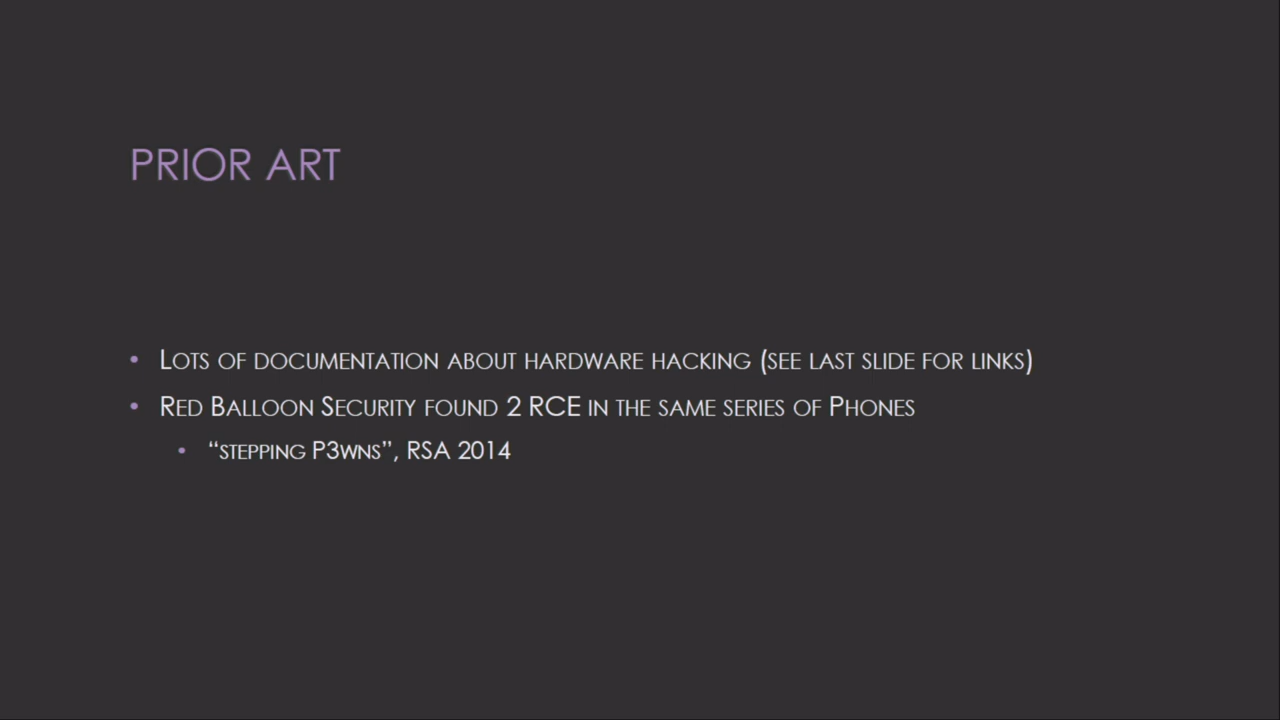 PRIOR ART
• Lots of documentation about hardware hacking (see last slide for links)
• Red Balloon Security found 2 RCE in the same series of Phones
• “stepping P3wns”, RSA 2014